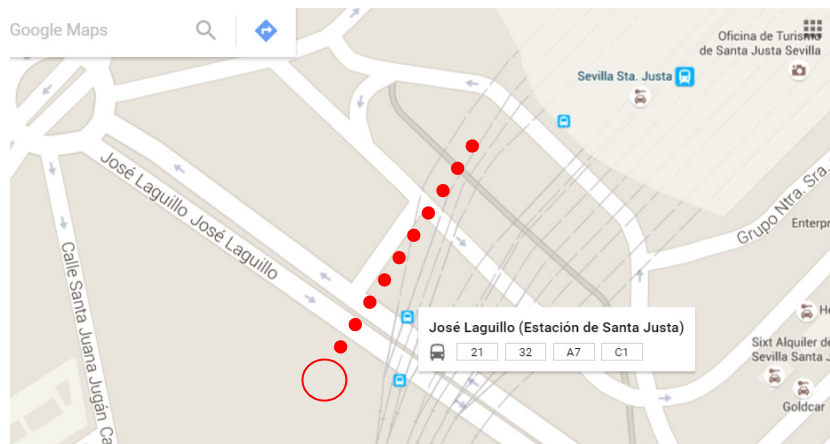 Google Maps
Oficina de Turismo
de Santa Justa Sevilla
Sevilla Sta. Justa
José Laguillo José Laguillo
Grupo Ntra. Sra.
Enterpr
Calle Santa Juana Jugán Ca
José Laguillo (Estación de Santa Justa)
21 32 A7 C1
He
Sixt Alquiler de
Sevilla Santa J
Goldcar